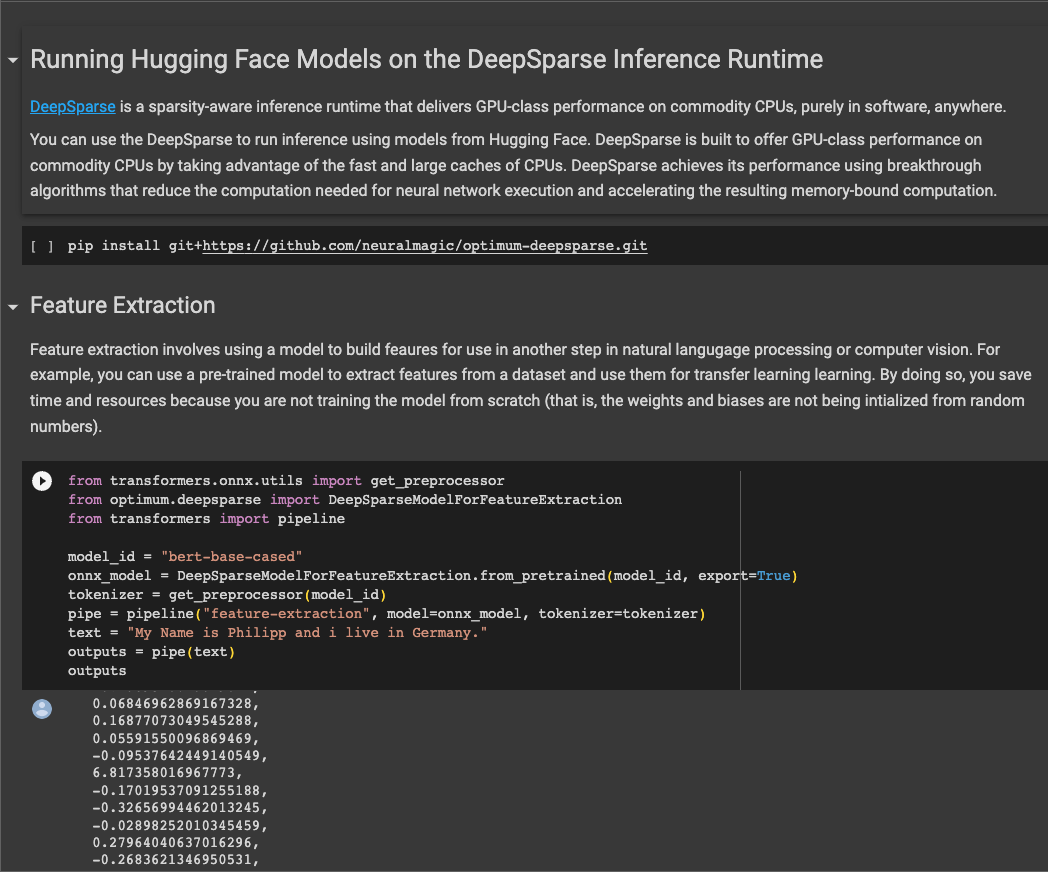 Running Hugging Face Models on the DeepSparse Inference Runtime
DeepSparse is a sparsity-aware inference runtime that delivers GPU-class performance on commodity CPUs, purely in software, anywhere.
You can use the DeepSparse to run inference using models from Hugging Face. DeepSparse is built to offer GPU-class performance on
commodity CPUs by taking advantage of the fast and large caches of CPUs. DeepSparse achieves its performance using breakthrough
algorithms that reduce the computation needed for neural network execution and accelerating the resulting memory-bound computation.
[ ] pip install git+https://github.com/neuralmagic/optimum-deepsparse.git
Feature Extraction
Feature extraction involves using a model to build feaures for use in another step in natural langugage processing or computer vision. For
example, you can use a pre-trained model to extract features from a dataset and use them for transfer learning learning. By doing so, you save
time and resources because you are not training the model from scratch (that is, the weights and biases are not being intialized from random
numbers).
from transformers.onnx.utils import get_preprocessor
from optimum.deepsparse import DeepSparseModelForFeatureExtraction
from transformers import pipeline
model_id = "bert-base-cased"
onnx_model = DeepSparseModelForFeatureExtraction.from_pretrained(model_id, export=True)
tokenizer = get_preprocessor(model_id)
pipe = pipeline("feature-extraction", model=onnx_model, tokenizer=tokenizer)
text = "My Name is Philipp and i live in Germany."
outputs = pipe(text)
outputs
0.06846962869167328,
0.16877073049545288,
0.05591550096869469,
-0.09537642449140549,
6.817358016967773,
-0.17019537091255188,
-0.32656994462013245,
-0.02898252010345459,
0.27964040637016296,
-0.2683621346950531,